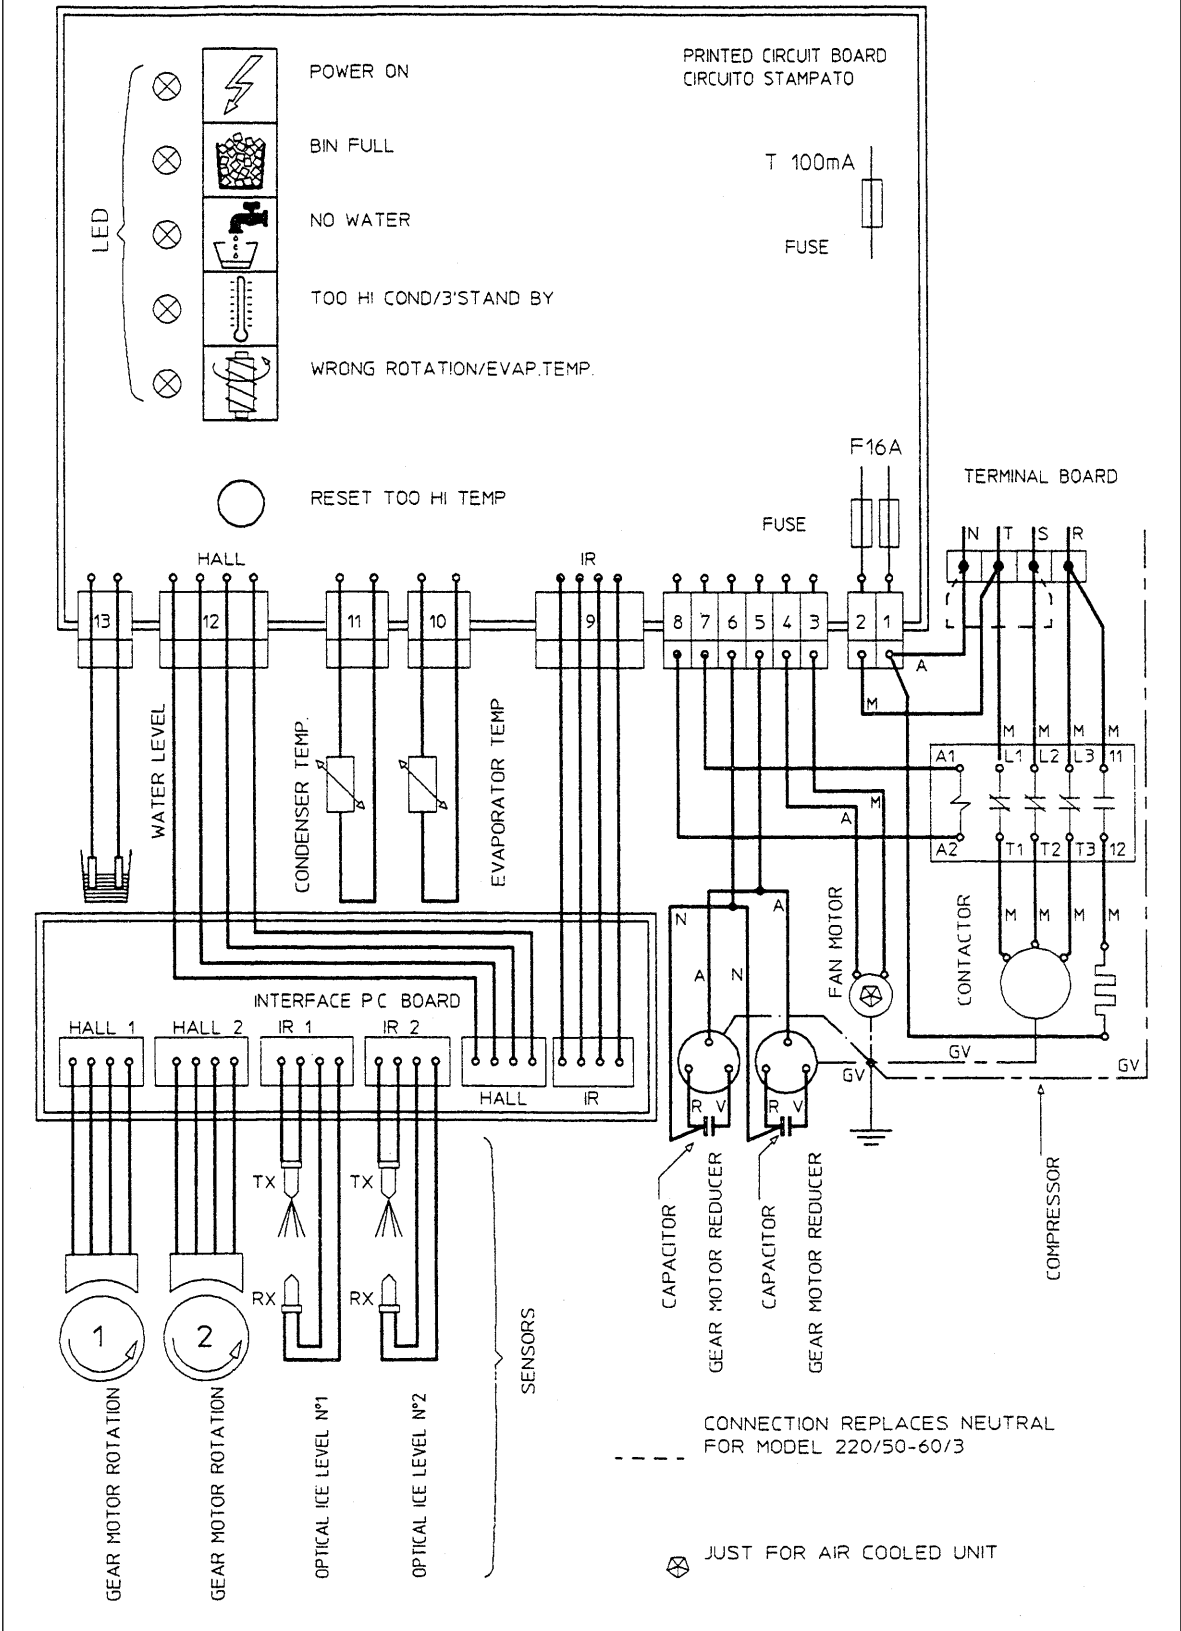 PRINTED CIRCUIT BOARD
CIRCUITO STAMPATO
LED
POWER ON
BIN FULL
NO WATER
TOO HI COND/3'STAND BY
WRONG ROTATION/EVAP.TEMP.
T 100mA
FUSE
RESET TOO HI TEMP
F16A
FUSE
TERMINAL BOARD
N T S R
HALL
IR
13 12 11 10 9 8 7 6 5 4 3 2 1
A
M
WATER LEVEL
CONDENSER TEMP.
EVAPORATOR TEMP
M M M M
A1 L1 L2 L3 11
A M
A2 T1 T2 T3 12
N A
FAN MOTOR
CONTACTOR
M M M M
A N
INTERFACE P C BOARD
HALL 1 HALL 2 IR 1 IR 2
HALL IR
GV GV GV
R V R V
TX TX
RX RX
1 2
CAPACITOR
GEAR MOTOR REDUCER
CAPACITOR
GEAR MOTOR REDUCER
COMPRESSOR
SENSORS
GEAR MOTOR ROTATION
GEAR MOTOR ROTATION
OPTICAL ICE LEVEL N°1
OPTICAL ICE LEVEL N°2
CONNECTION REPLACES NEUTRAL
FOR MODEL 220/50-60/3
JUST FOR AIR COOLED UNIT